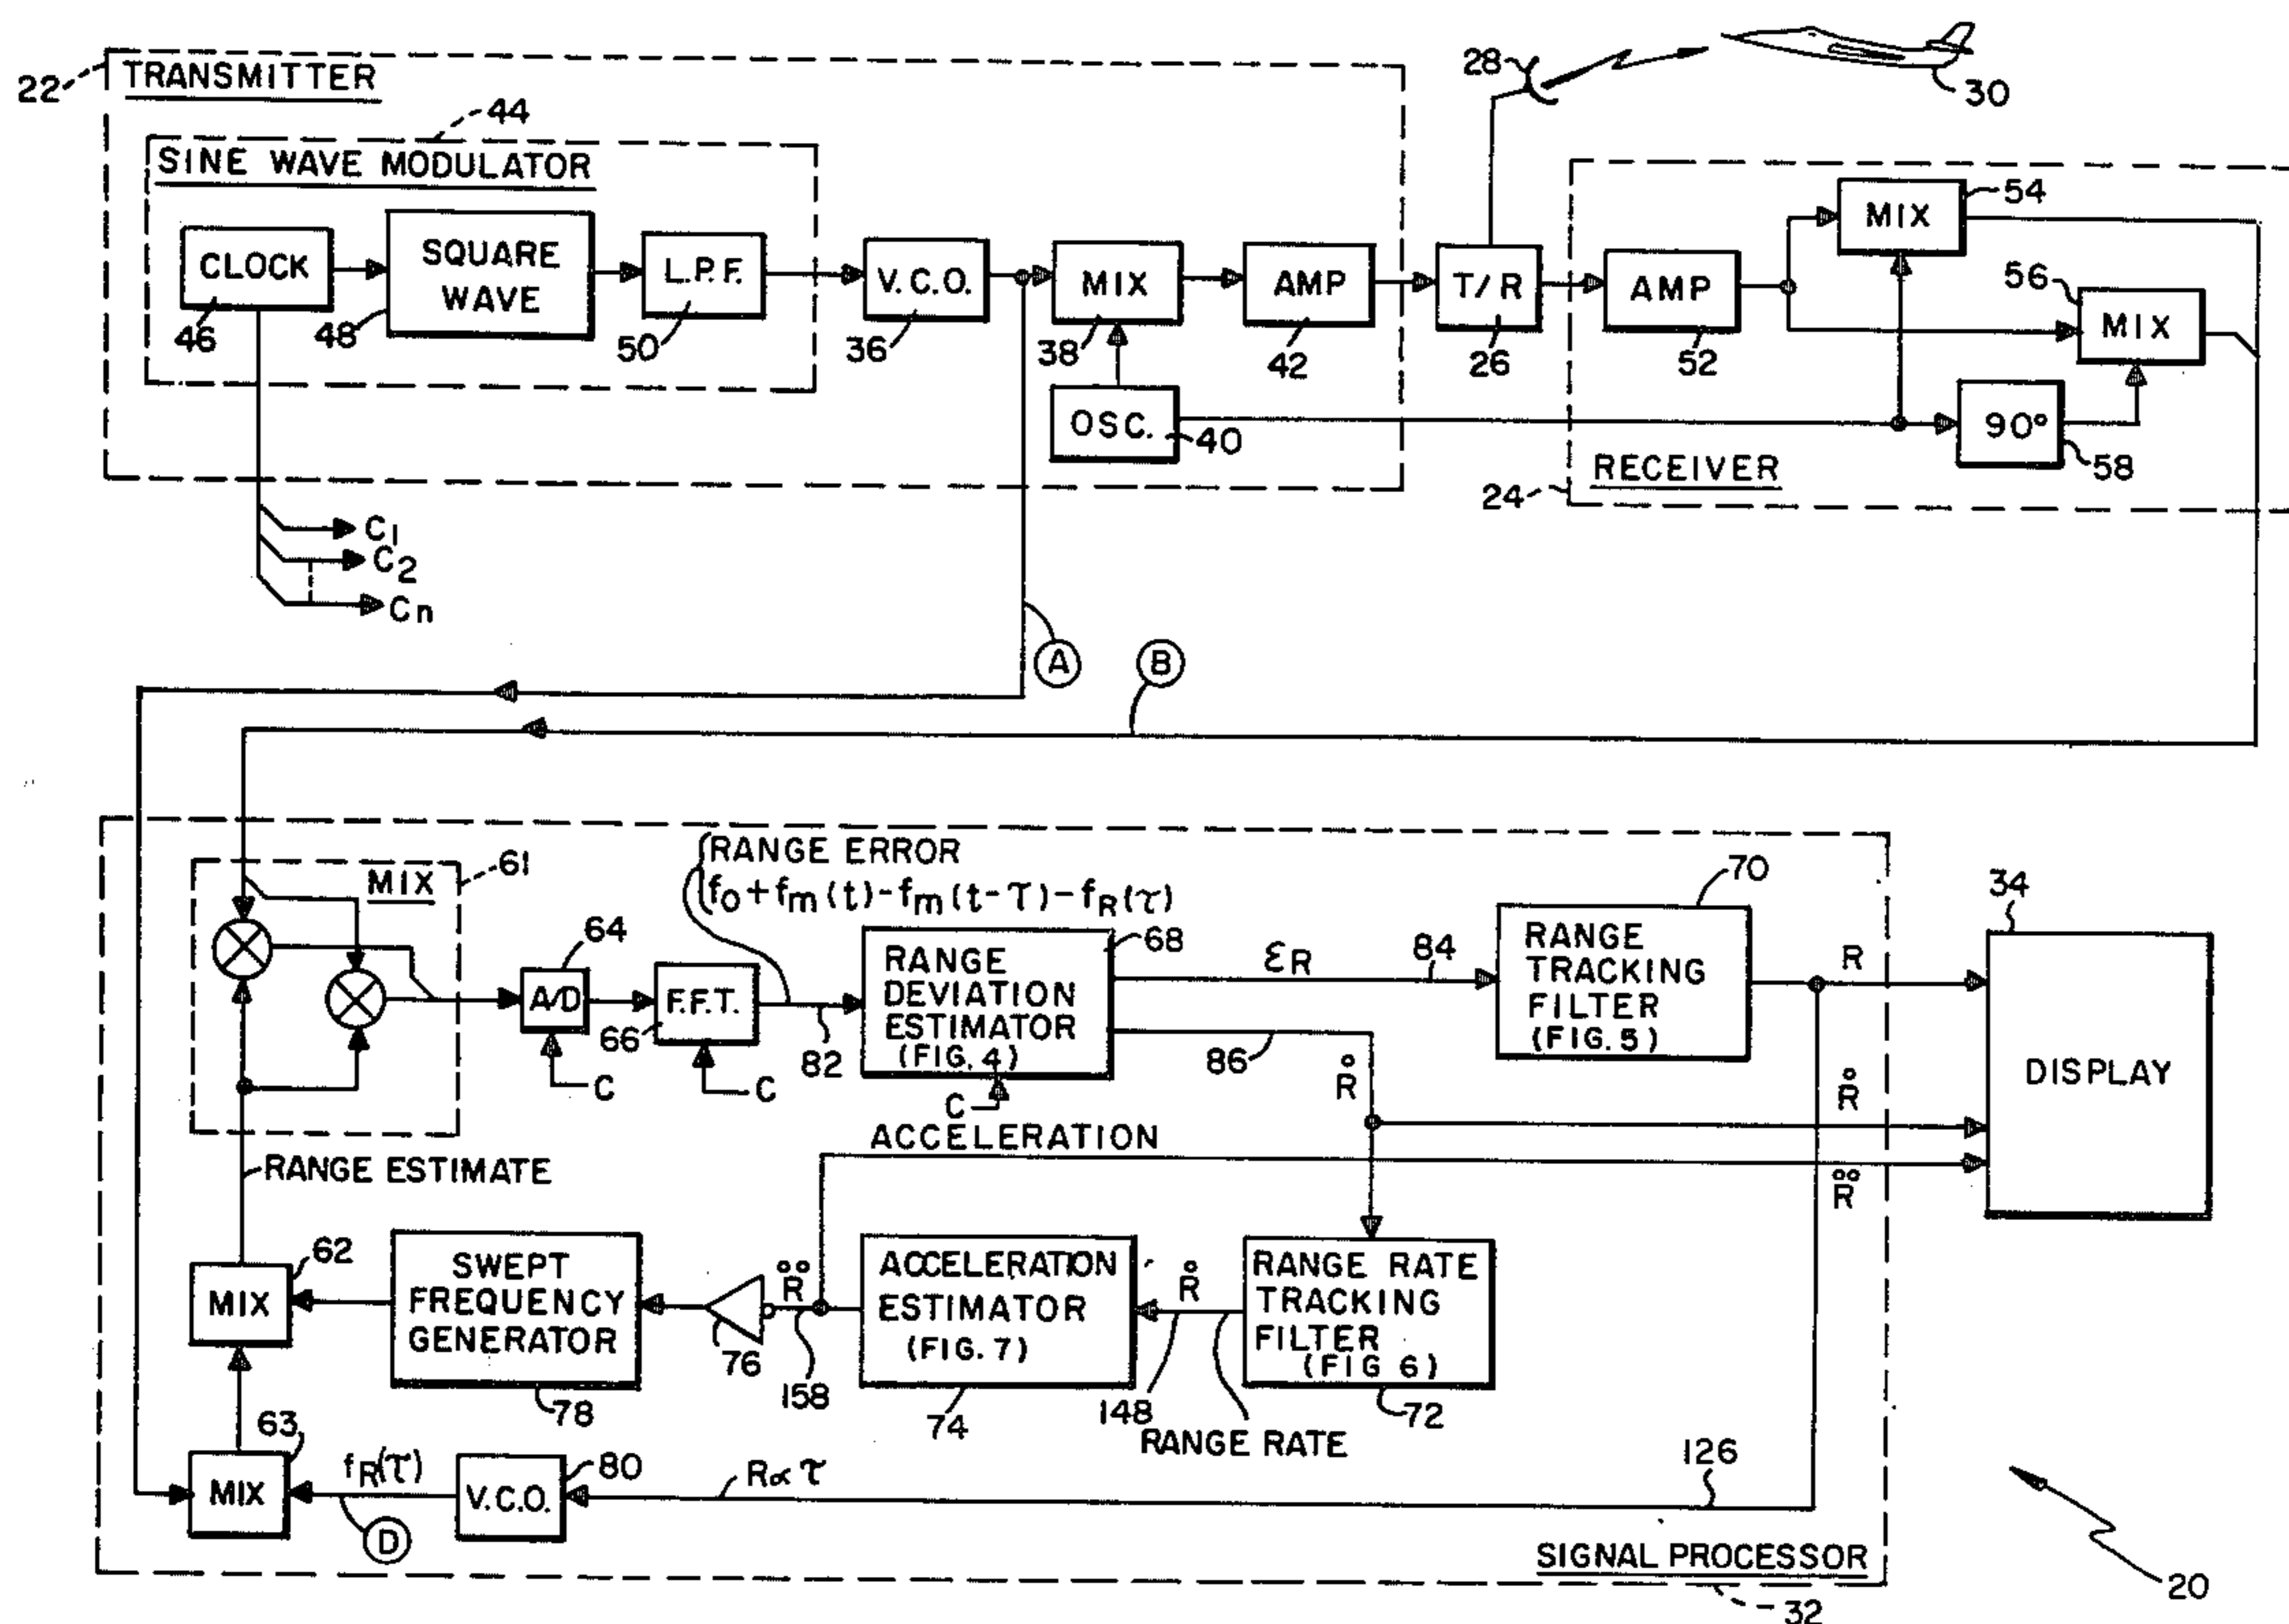 22
TRANSMITTER
44
SINE WAVE MODULATOR
CLOCK
46
SQUARE
WAVE
48
L.P.F.
50
V.C.O.
36
MIX
38
AMP
42
OSC.
40
C1
C2
Cn
28
30
T/R
26
AMP
52
MIX
54
MIX
56
90°
58
RECEIVER
24
A
B
MIX
61
RANGE ERROR
fo+fm(t)-fm(t-τ)-fR(τ)
64
A/D
C
F.F.T.
66
C
82
RANGE
DEVIATION
ESTIMATOR
(FIG. 4)
68
C
εR
84
86
Ṙ
70
RANGE
TRACKING
FILTER
(FIG. 5)
R
Ṙ
R̈
34
DISPLAY
ACCELERATION
RANGE ESTIMATE
62
MIX
SWEPT
FREQUENCY
GENERATOR
78
76
R̈
158
ACCELERATION
ESTIMATOR
(FIG. 7)
74
Ṙ
148
RANGE RATE
RANGE RATE
TRACKING
FILTER
(FIG 6)
72
63
MIX
fR(τ)
D
V.C.O.
80
R∝τ
126
SIGNAL PROCESSOR
32
20